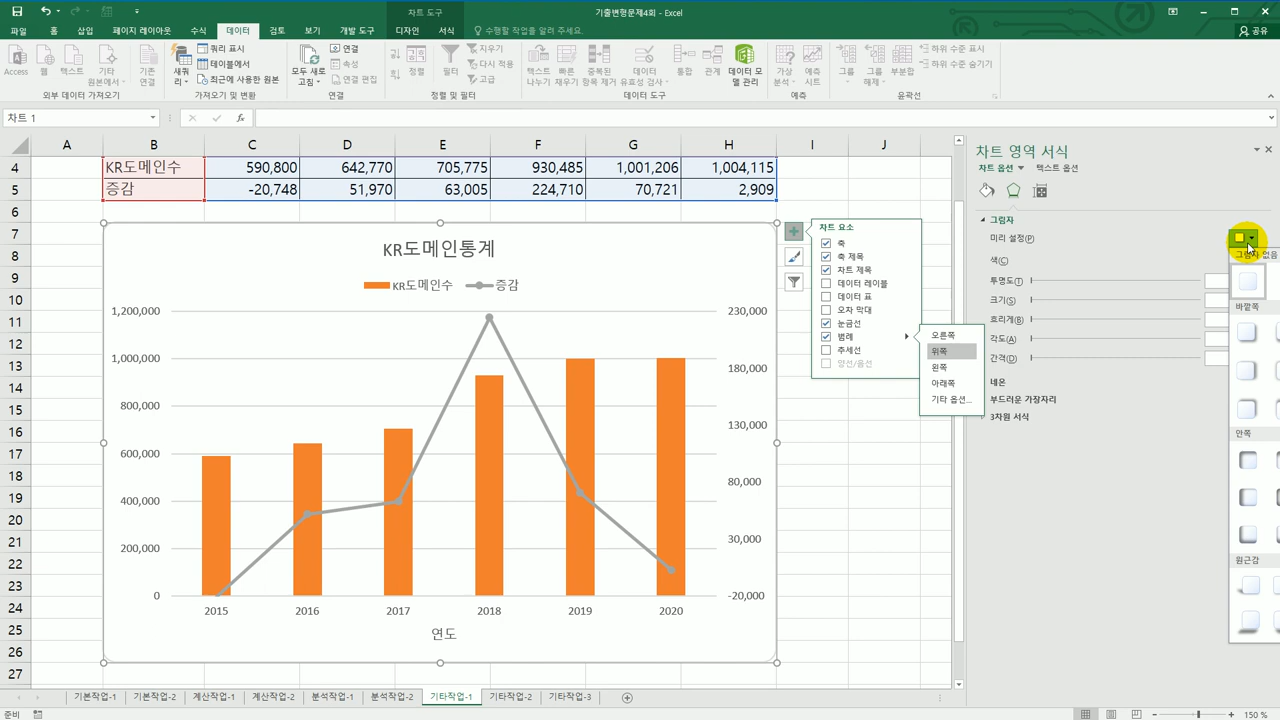 차트 도구
기출변형문제4회 - Excel
파일 홈 삽입 페이지 레이아웃 수식 데이터 검토 보기 개발 도구 디자인 서식 수행할 작업을 알려 주세요. 공유
Access 웹 텍스트 기타 원본에서 기존 연결
새 쿼리 쿼리 표시
테이블에서
최근에 사용한 원본
모두 새로 고침 연결
속성
연결 편집
정렬 필터 지우기
다시 적용
고급
텍스트 나누기 빠른 채우기 중복된 항목 제거 데이터 유효성 검사 통합 관계 데이터 모델 관리
가상 분석 예측 시트
그룹 그룹 해제 부분합 하위 수준 표시
하위 수준 숨기기
외부 데이터 가져오기 가져오기 및 변환 연결 정렬 및 필터 데이터 도구 예측 윤곽선
차트 1 fx
A B C D E F G H I J
4 KR도메인수 590,800 642,770 705,775 930,485 1,001,206 1,004,115
5 증감 -20,748 51,970 63,005 224,710 70,721 2,909
6
7
8
9
10
11
12
13
14
15
16
17
18
19
20
21
22
23
24
25
26
27
KR도메인통계
KR도메인수 증감
1,200,000 230,000
1,000,000 180,000
800,000
600,000 130,000
400,000 80,000
200,000 30,000
0 -20,000
2015 2016 2017 2018 2019 2020
연도
차트 요소
축
축 제목
차트 제목
데이터 레이블
데이터 표
오차 막대
눈금선
범례
추세선
양선/음선
오른쪽
위쪽
왼쪽
아래쪽
기타 옵션...
차트 영역 서식
차트 옵션 텍스트 옵션
그림자
미리 설정(P)
색(C)
투명도(T)
크기(S)
흐리게(B)
각도(A)
간격(D)
네온
부드러운 가장자리
3차원 서식
그림자 없음
바깥쪽
안쪽
원근감
기본작업-1 기본작업-2 계산작업-1 계산작업-2 분석작업-1 분석작업-2 기타작업-1 기타작업-2 기타작업-3
준비 150 %